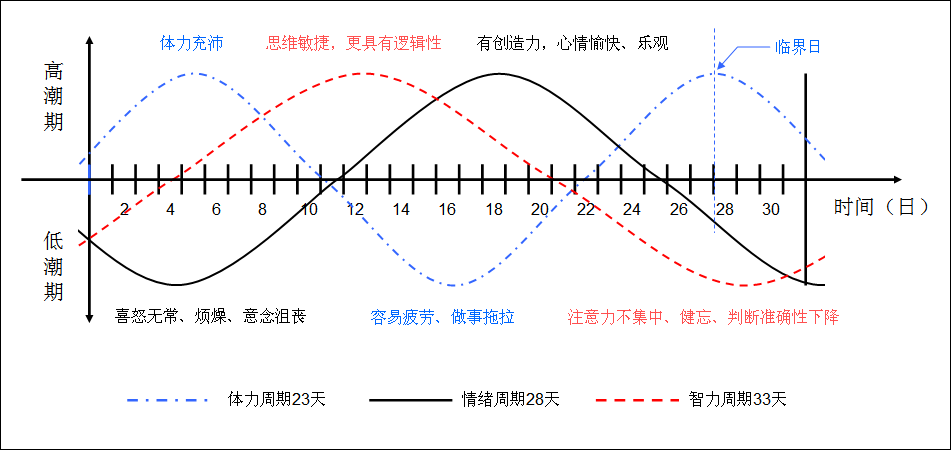 体力充沛
思维敏捷，更具有逻辑性
有创造力，心情愉快、乐观
临界日
高潮期
2 4 6 8 10 12 14 16 18 20 22 24 26 28 30
时间（日）
低潮期
喜怒无常、烦燥、意念沮丧
容易疲劳、做事拖拉
注意力不集中、健忘、判断准确性下降
体力周期23天
情绪周期28天
智力周期33天